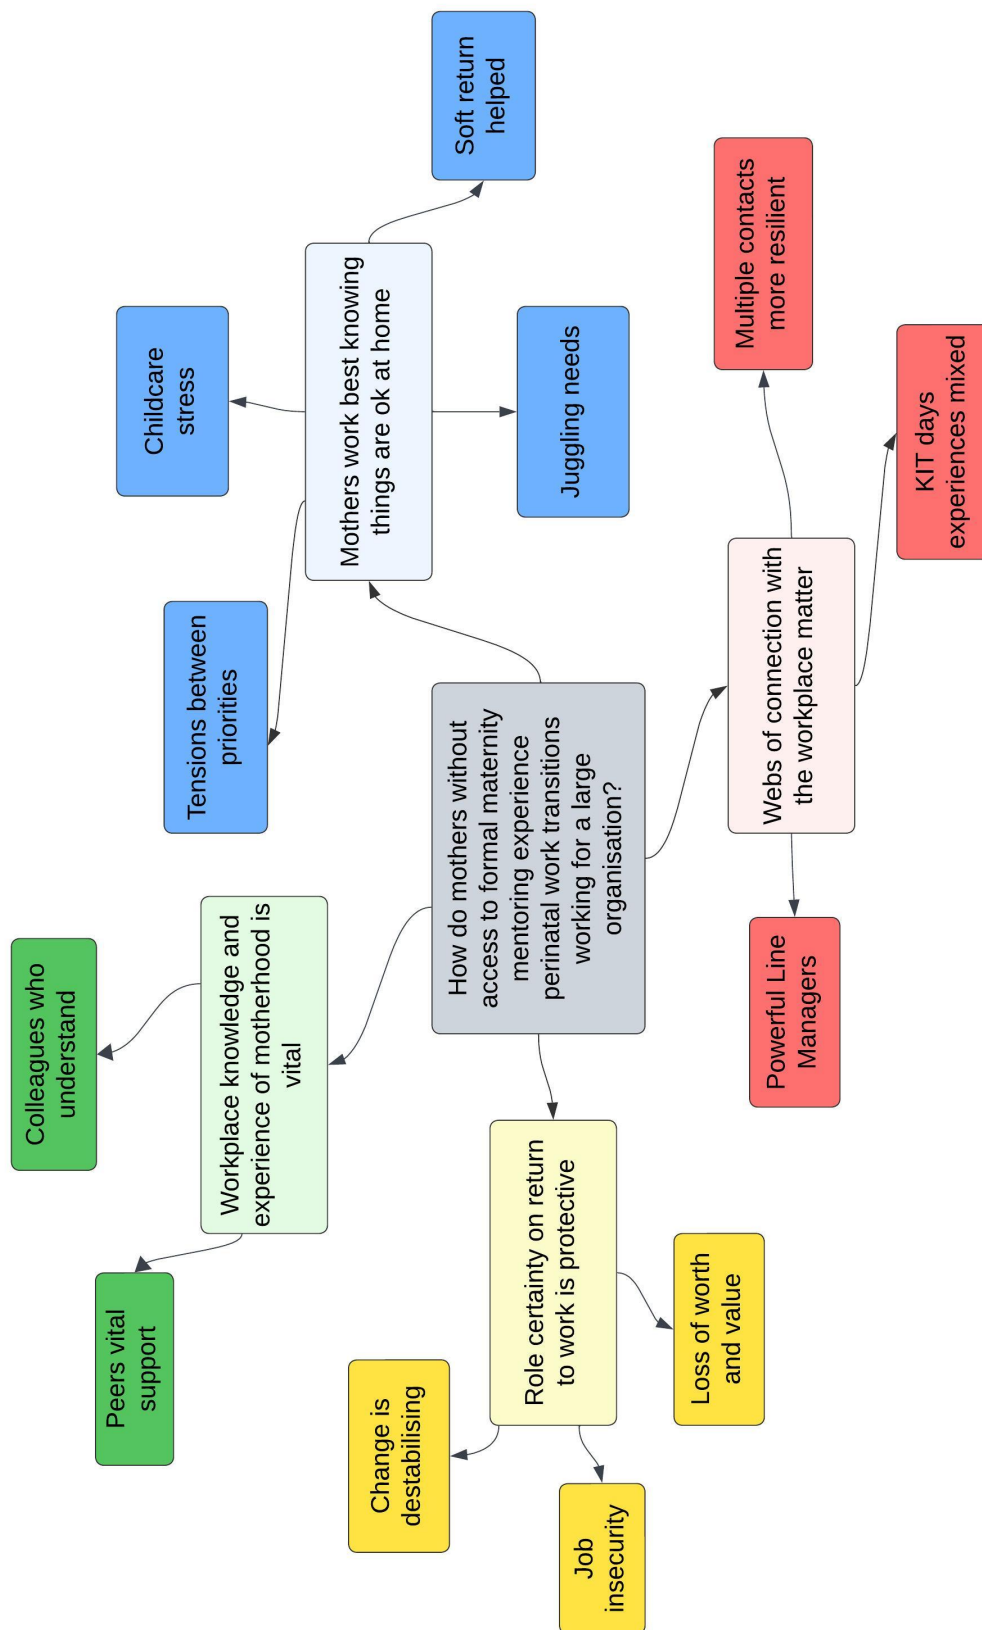 Peers vital
support
Colleagues who
understand
Workplace knowledge and
experience of motherhood is
vital
Tensions between
priorities
Childcare
stress
Mothers work best knowing
things are ok at home
Soft return
helped
Juggling needs
How do mothers without
access to formal maternity
mentoring experience
perinatal work transitions
working for a large
organisation?
Change is
destabilising
Role certainty on return
to work is protective
Job
insecurity
Loss of worth
and value
Webs of connection with
the workplace matter
Powerful Line
Managers
Multiple contacts
more resilient
KIT days
experiences mixed